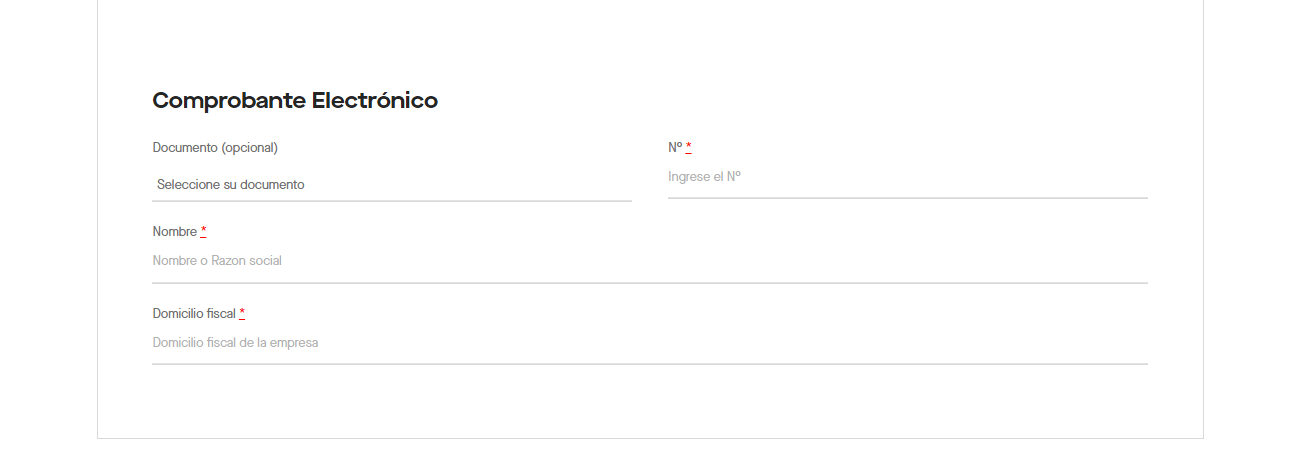 Comprobante Electrónico
Documento (opcional)
Nº *
Seleccione su documento
Ingrese el Nº
Nombre *
Nombre o Razon social
Domicilio fiscal *
Domicilio fiscal de la empresa